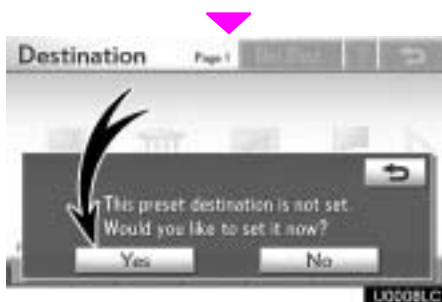 Destination Page 1
This preset destination is not set.
Would you like to set it now?
Yes No
U0008LC